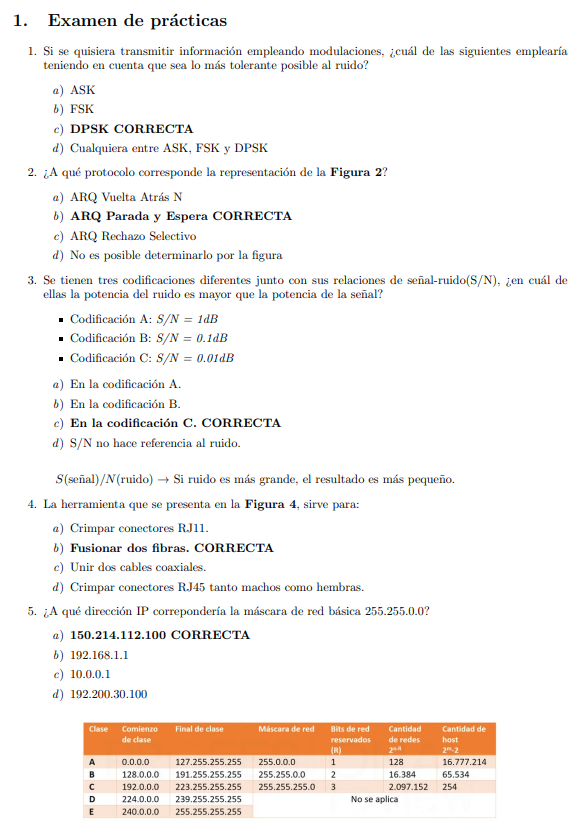 1. Examen de prácticas
1. Si se quisiera transmitir información empleando modulaciones, ¿cuál de las siguientes emplearía
teniendo en cuenta que sea lo más tolerante posible al ruido?
a) ASK
b) FSK
c) DPSK CORRECTA
d) Cualquiera entre ASK, FSK y DPSK
2. ¿A qué protocolo corresponde la representación de la Figura 2?
a) ARQ Vuelta Atrás N
b) ARQ Parada y Espera CORRECTA
c) ARQ Rechazo Selectivo
d) No es posible determinarlo por la figura
3. Se tienen tres codificaciones diferentes junto con sus relaciones de señal-ruido(S/N), ¿en cuál de
ellas la potencia del ruido es mayor que la potencia de la señal?
▪ Codificación A: S/N = 1dB
▪ Codificación B: S/N = 0.1dB
▪ Codificación C: S/N = 0.01dB
a) En la codificación A.
b) En la codificación B.
c) En la codificación C. CORRECTA
d) S/N no hace referencia al ruido.
S(señal)/N(ruido) → Si ruido es más grande, el resultado es más pequeño.
4. La herramienta que se presenta en la Figura 4, sirve para:
a) Crimpar conectores RJ11.
b) Fusionar dos fibras. CORRECTA
c) Unir dos cables coaxiales.
d) Crimpar conectores RJ45 tanto machos como hembras.
5. ¿A qué dirección IP correpondería la máscara de red básica 255.255.0.0?
a) 150.214.112.100 CORRECTA
b) 192.168.1.1
c) 10.0.0.1
d) 192.200.30.100
Clase Comienzo Final de clase Máscara de red Bits de red Cantidad Cantidad de
de clase reservados de redes host
(R) 2ⁿ⁻ᴿ 2ᵐ-2
A 0.0.0.0 127.255.255.255 255.0.0.0 1 128 16.777.214
B 128.0.0.0 191.255.255.255 255.255.0.0 2 16.384 65.534
C 192.0.0.0 223.255.255.255 255.255.255.0 3 2.097.152 254
D 224.0.0.0 239.255.255.255 No se aplica
E 240.0.0.0 255.255.255.255